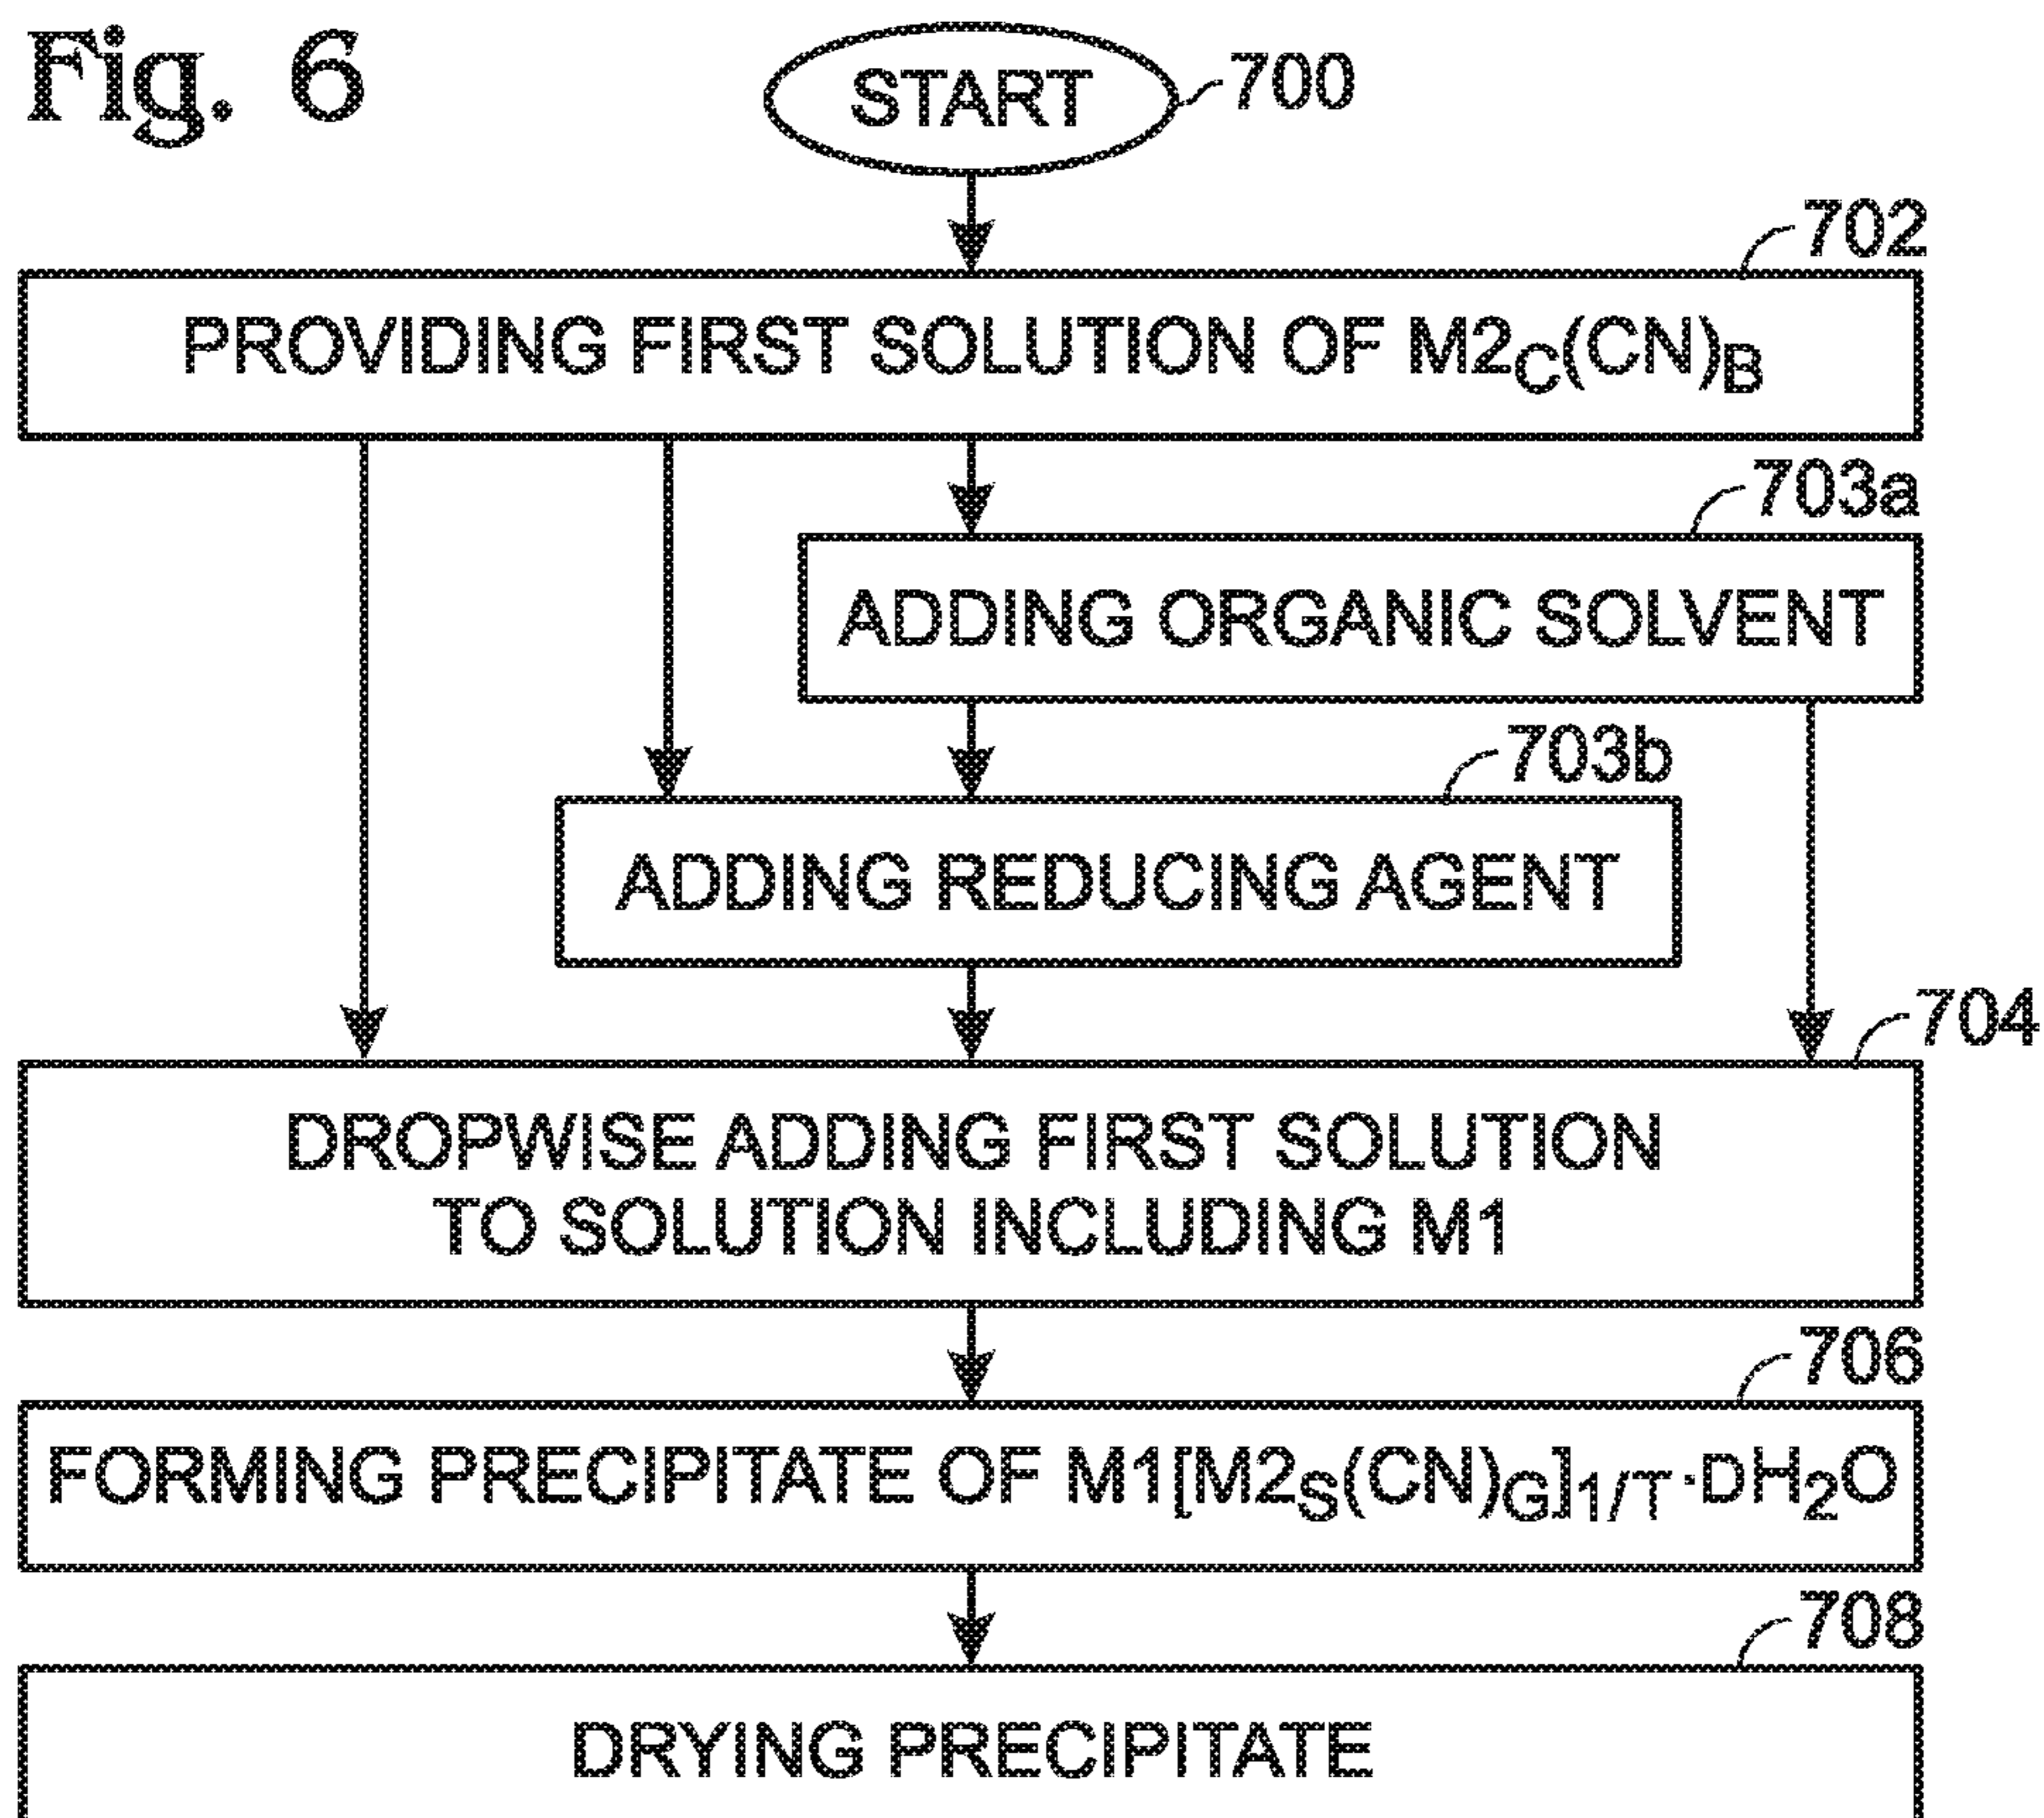 Fig. 6
START
700
702
PROVIDING FIRST SOLUTION OF M2C(CN)B
703a
ADDING ORGANIC SOLVENT
703b
ADDING REDUCING AGENT
704
DROPWISE ADDING FIRST SOLUTION
TO SOLUTION INCLUDING M1
706
FORMING PRECIPITATE OF M1[M2S(CN)G]1/T·DH2O
708
DRYING PRECIPITATE